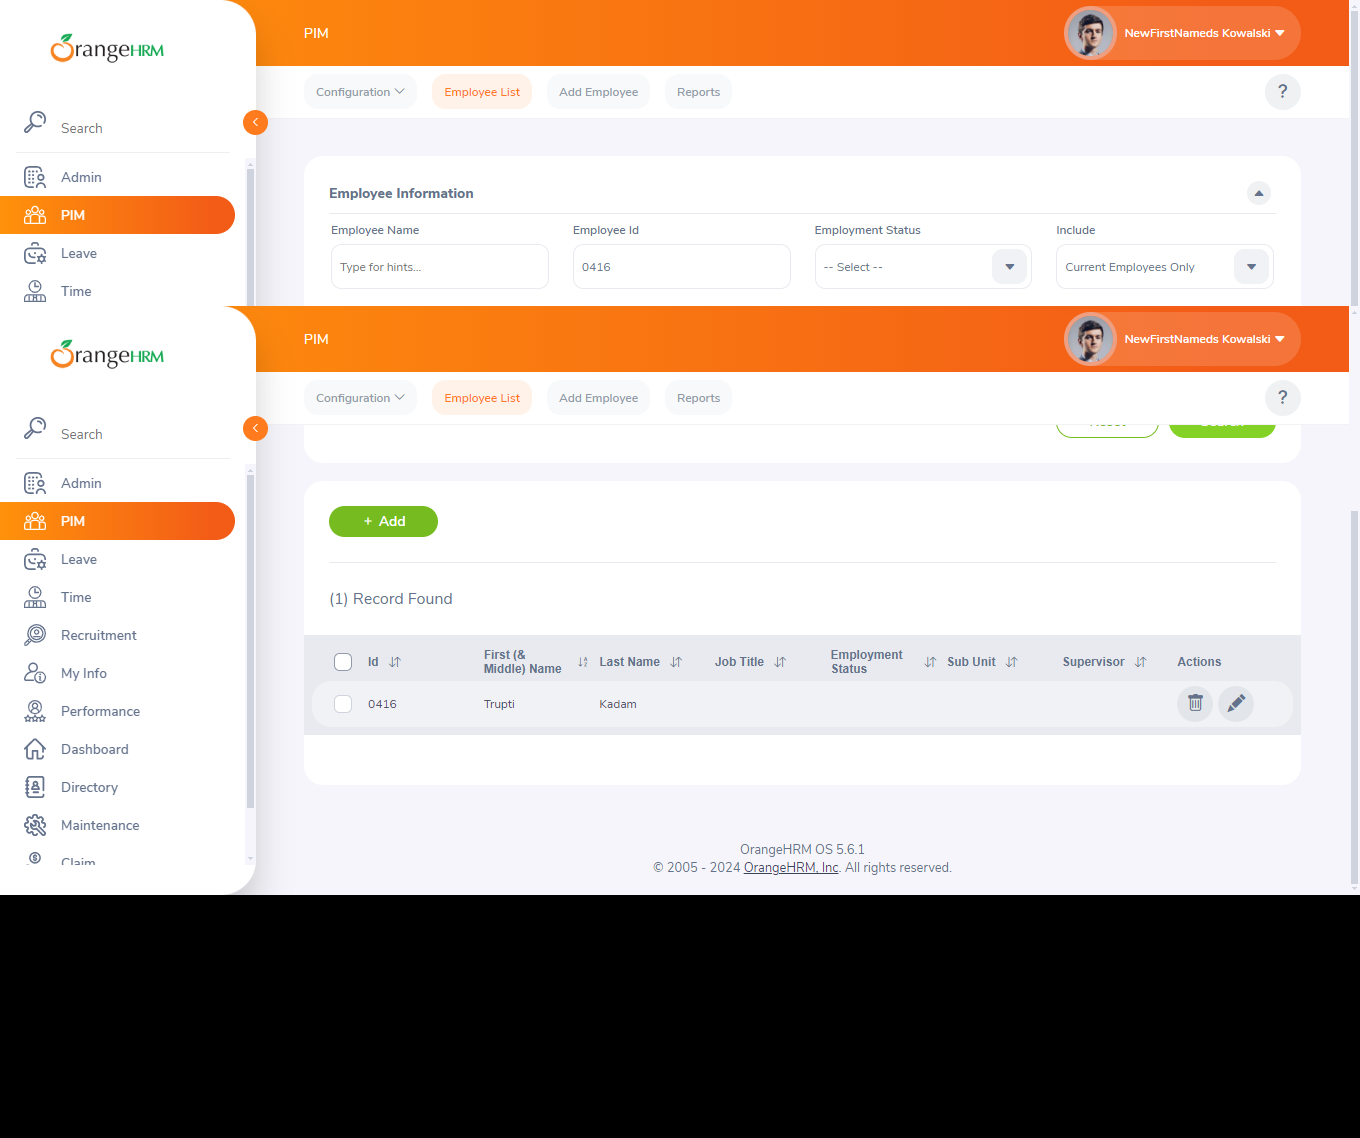 OrangeHRM
PIM
NewFirstNameds Kowalski
Configuration
Employee List
Add Employee
Reports
?
Search
Admin
PIM
Leave
Time
Employee Information
Employee Name
Employee Id
Employment Status
Include
Type for hints...
0416
-- Select --
Current Employees Only
OrangeHRM
PIM
NewFirstNameds Kowalski
Configuration
Employee List
Add Employee
Reports
?
Search
Admin
PIM
Leave
Time
Recruitment
My Info
Performance
Dashboard
Directory
Maintenance
Claim
+ Add
(1) Record Found
Id
First (& Middle) Name
Last Name
Job Title
Employment Status
Sub Unit
Supervisor
Actions
0416
Trupti
Kadam
OrangeHRM OS 5.6.1
© 2005 - 2024 OrangeHRM, Inc. All rights reserved.